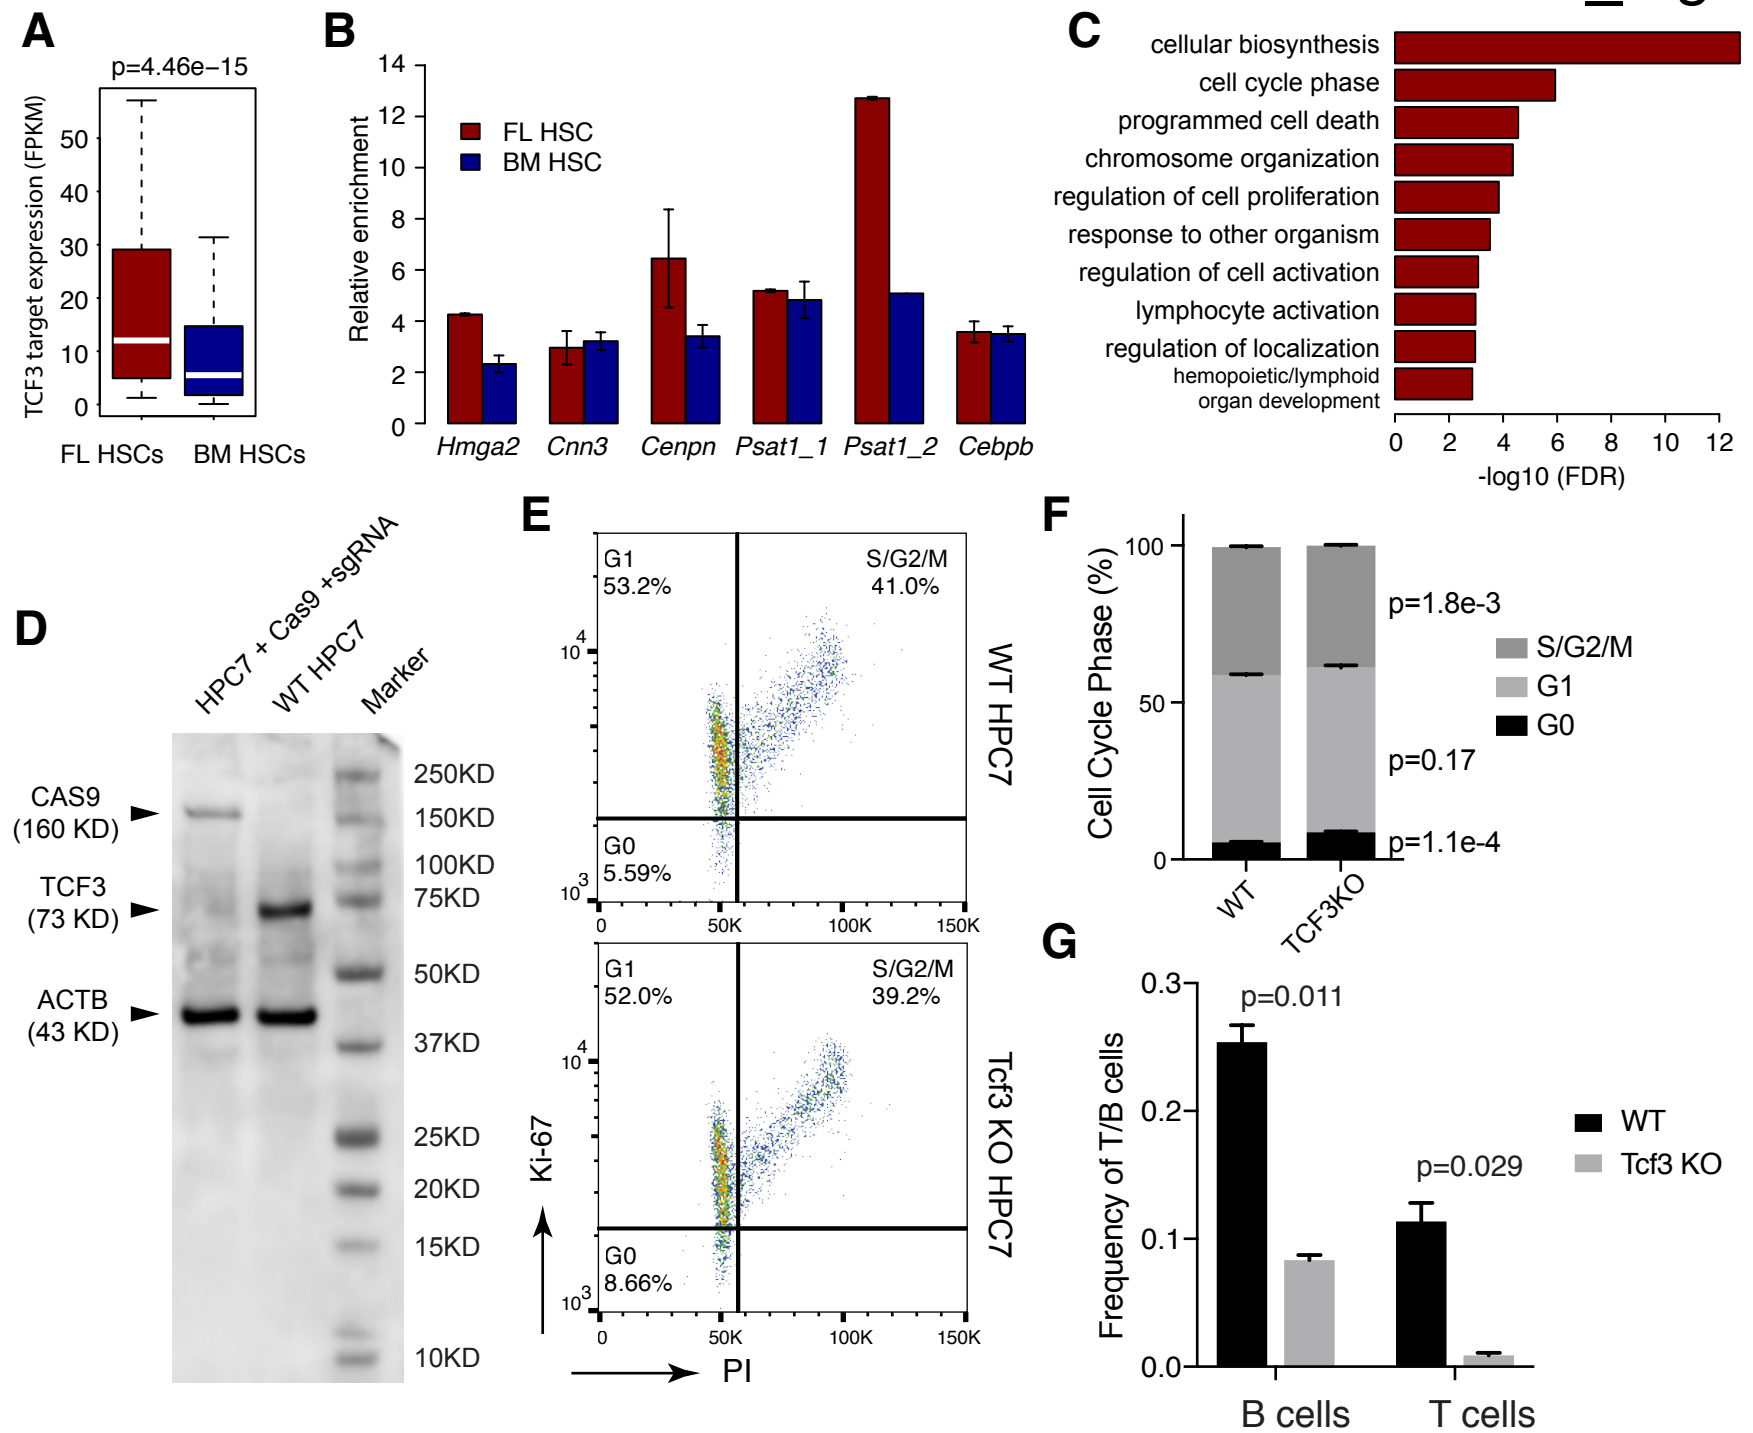 A
p=4.46e−15
TCF3 target expression (FPKM)
50
40
30
20
10
0
FL HSCs
BM HSCs
B
Relative enrichment
14
12
10
8
6
4
2
0
FL HSC
BM HSC
Hmga2
Cnn3
Cenpn
Psat1_1
Psat1_2
Cebpb
C
cellular biosynthesis
cell cycle phase
programmed cell death
chromosome organization
regulation of cell proliferation
response to other organism
regulation of cell activation
lymphocyte activation
regulation of localization
hemopoietic/lymphoid
organ development
0 2 4 6 8 10 12
-log10 (FDR)
D
HPC7 + Cas9 +sgRNA
WT HPC7
Marker
CAS9
(160 KD)
TCF3
(73 KD)
ACTB
(43 KD)
250KD
150KD
100KD
75KD
50KD
37KD
25KD
20KD
15KD
10KD
E
G1
53.2%
S/G2/M
41.0%
G0
5.59%
10^4
10^3
0 50K 100K 150K
WT HPC7
G1
52.0%
S/G2/M
39.2%
G0
8.66%
10^4
10^3
0 50K 100K 150K
Tcf3 KO HPC7
Ki-67
PI
F
Cell Cycle Phase (%)
100
50
0
p=1.8e-3
p=0.17
p=1.1e-4
S/G2/M
G1
G0
WT
TCF3KO
G
Frequency of T/B cells
0.3
0.2
0.1
0.0
p=0.011
p=0.029
WT
Tcf3 KO
B cells
T cells